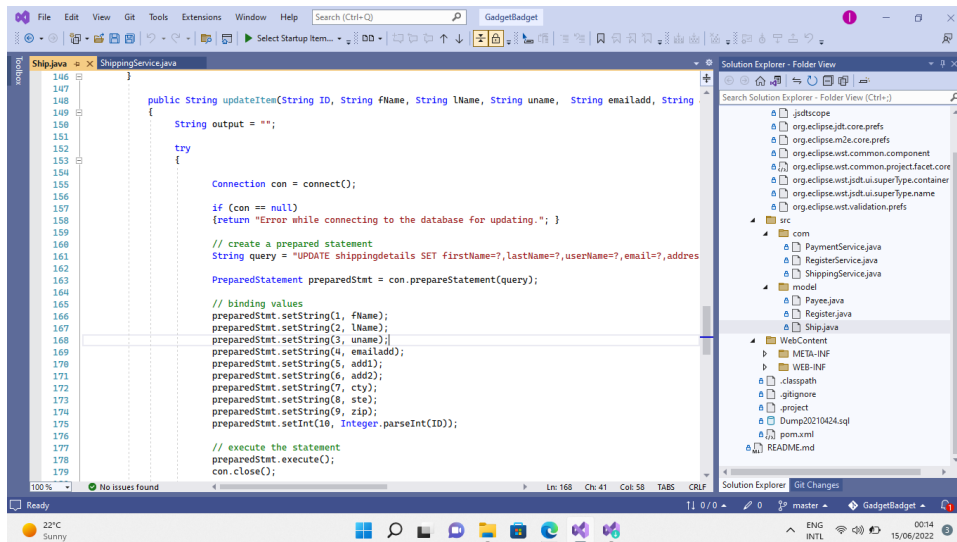 File Edit View Git Tools Extensions Window Help Search (Ctrl+Q) GadgetBadget I
Select Startup Item...
Toolbox
Ship.java ShippingService.java
146 }
147
148 public String updateItem(String ID, String fName, String lName, String uname, String emailadd, String
149 {
150 String output = "";
151
152 try
153 {
154
155 Connection con = connect();
156
157 if (con == null)
158 {return "Error while connecting to the database for updating."; }
159
160 // create a prepared statement
161 String query = "UPDATE shippingdetails SET firstName=?,lastName=?,userName=?,email=?,addres
162
163 PreparedStatement preparedStmt = con.prepareStatement(query);
164
165 // binding values
166 preparedStmt.setString(1, fName);
167 preparedStmt.setString(2, lName);
168 preparedStmt.setString(3, uname);
169 preparedStmt.setString(4, emailadd);
170 preparedStmt.setString(5, add1);
171 preparedStmt.setString(6, add2);
172 preparedStmt.setString(7, cty);
173 preparedStmt.setString(8, ste);
174 preparedStmt.setString(9, zip);
175 preparedStmt.setInt(10, Integer.parseInt(ID));
176
177 // execute the statement
178 preparedStmt.execute();
179 con.close();
100 % No issues found Ln: 168 Ch: 41 Col: 58 TABS CRLF
Solution Explorer - Folder View
Search Solution Explorer - Folder View (Ctrl+;)
.jsdtscope
org.eclipse.jdt.core.prefs
org.eclipse.m2e.core.prefs
org.eclipse.wst.common.component
org.eclipse.wst.common.project.facet.core
org.eclipse.wst.jsdt.ui.superType.container
org.eclipse.wst.jsdt.ui.superType.name
org.eclipse.wst.validation.prefs
src
com
PaymentService.java
RegisterService.java
ShippingService.java
model
Payee.java
Register.java
Ship.java
WebContent
META-INF
WEB-INF
.classpath
.gitignore
.project
Dump20210424.sql
pom.xml
README.md
Solution Explorer Git Changes
Ready 0 / 0 0 master GadgetBadget 1
22°C
Sunny
ENG
INTL
00:14
15/06/2022
3